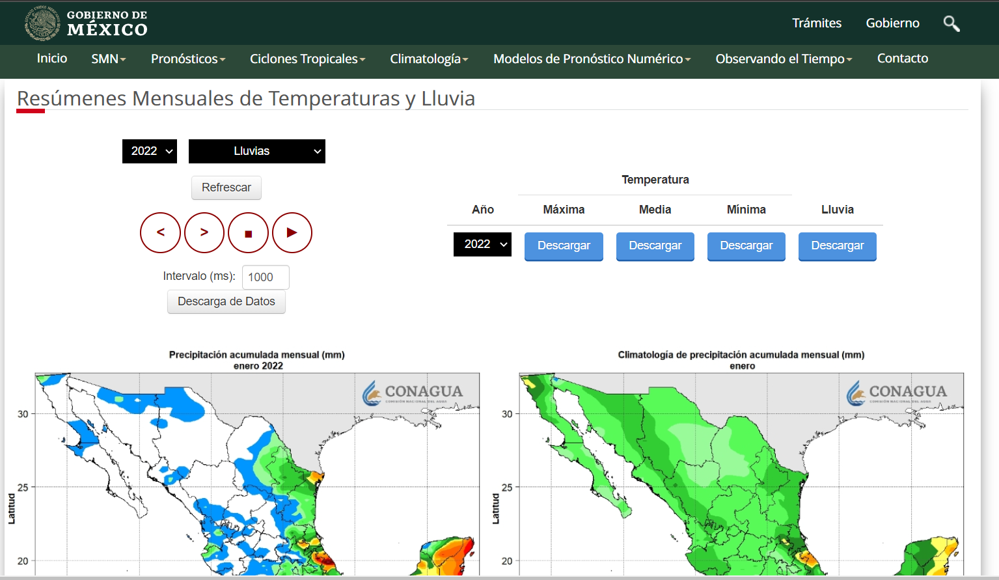 GOBIERNO DE
MÉXICO
Trámites
Gobierno
Inicio
SMN
Pronósticos
Ciclones Tropicales
Climatología
Modelos de Pronóstico Numérico
Observando el Tiempo
Contacto
Resúmenes Mensuales de Temperaturas y Lluvia
2022
Lluvias
Refrescar
<
>
Intervalo (ms):
1000
Descarga de Datos
Temperatura
Año
Máxima
Media
Mínima
Lluvia
2022
Descargar
Descargar
Descargar
Descargar
Precipitación acumulada mensual (mm)
enero 2022
CONAGUA
COMISIÓN NACIONAL DEL AGUA
30
25
20
Latitud
Climatología de precipitación acumulada mensual (mm)
enero
CONAGUA
COMISIÓN NACIONAL DEL AGUA
30
25
20
Latitud